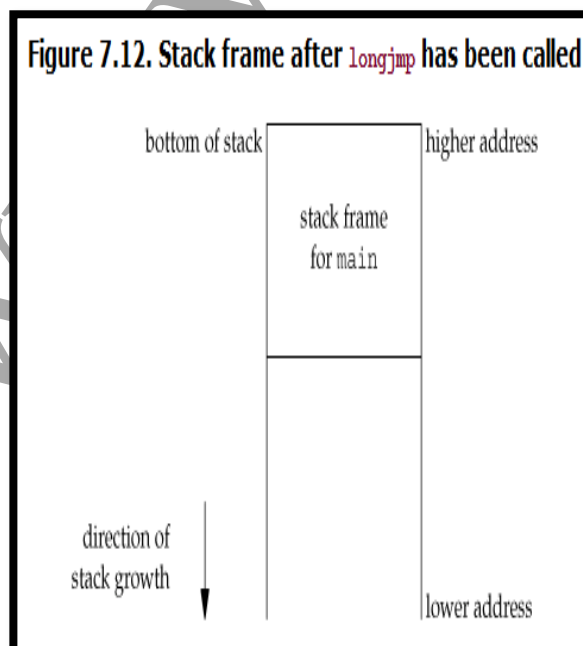 Figure 7.12. Stack frame after longjmp has been called
bottom of stack
higher address
stack frame
for main
direction of
stack growth
lower address